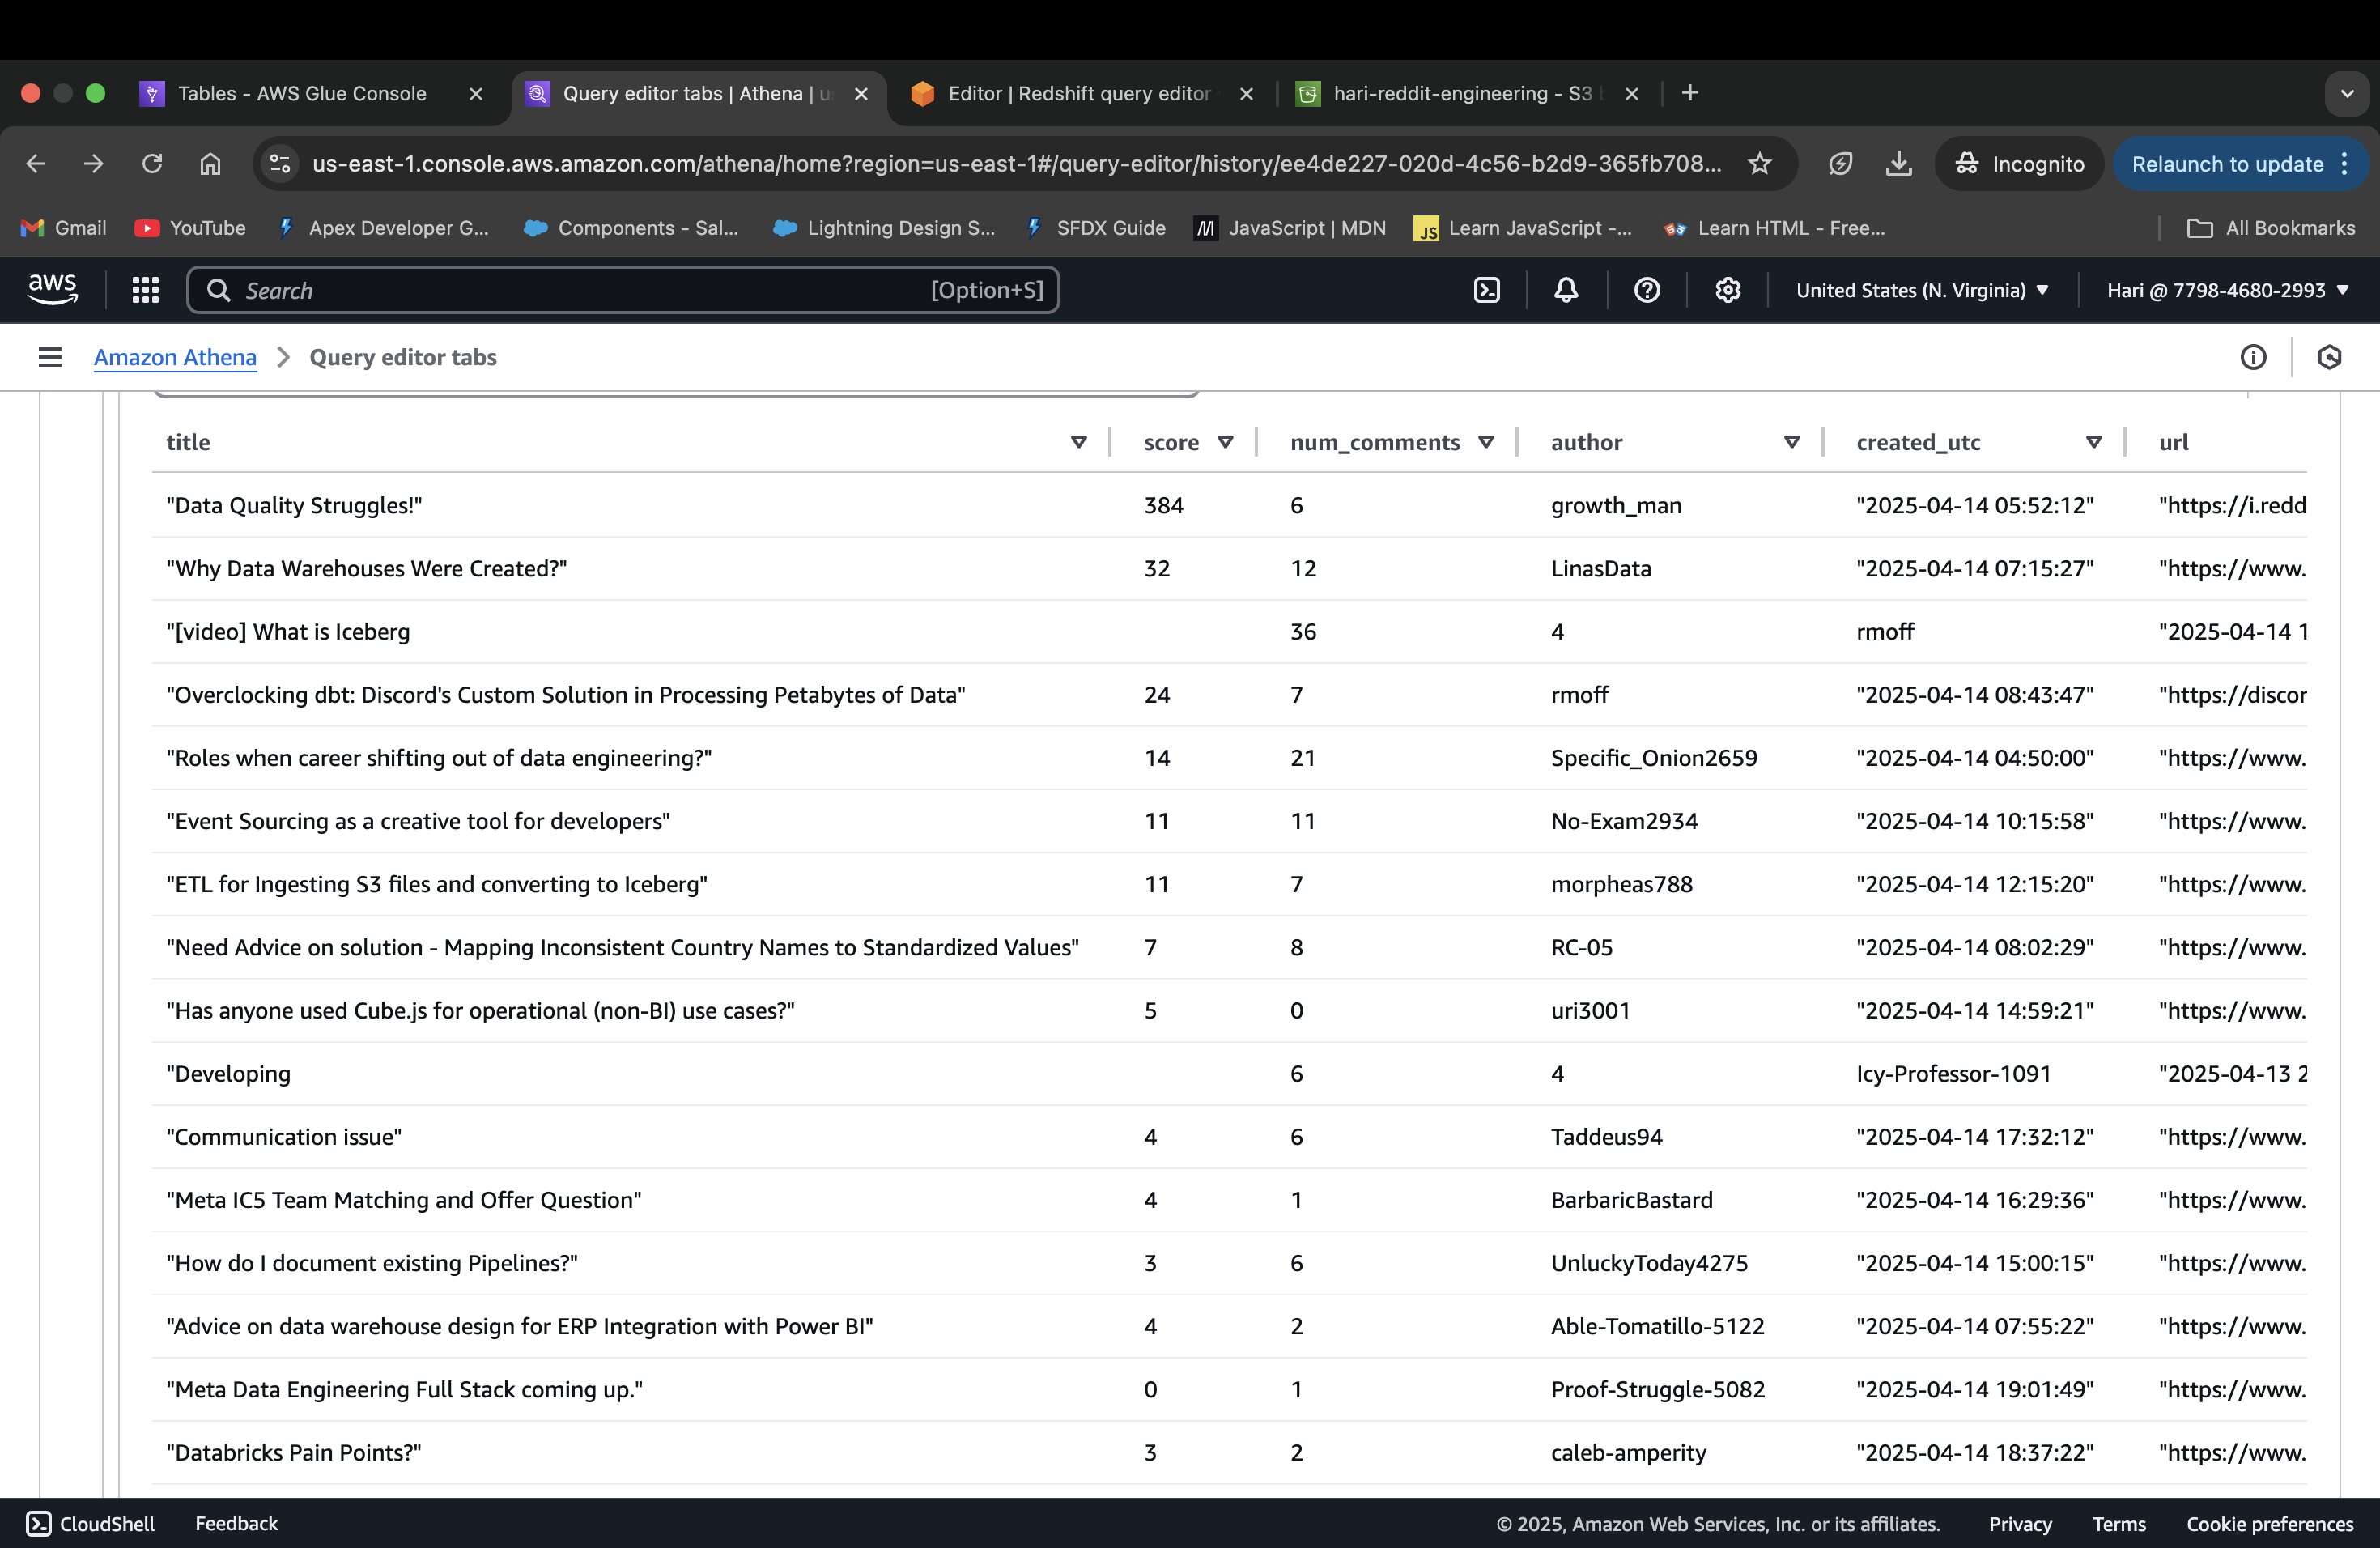 Tables - AWS Glue Console
Query editor tabs | Athena | u
Editor | Redshift query editor
hari-reddit-engineering - S3 b
us-east-1.console.aws.amazon.com/athena/home?region=us-east-1#/query-editor/history/ee4de227-020d-4c56-b2d9-365fb708...
Incognito
Relaunch to update
Gmail
YouTube
Apex Developer G...
Components - Sal...
Lightning Design S...
SFDX Guide
JavaScript | MDN
JS Learn JavaScript -...
Learn HTML - Free...
All Bookmarks
aws
Search
[Option+S]
United States (N. Virginia)
Hari @ 7798-4680-2993
Amazon Athena
Query editor tabs
title score num_comments author created_utc url
"Data Quality Struggles!" 384 6 growth_man "2025-04-14 05:52:12" "https://i.redd
"Why Data Warehouses Were Created?" 32 12 LinasData "2025-04-14 07:15:27" "https://www.
"[video] What is Iceberg 36 4 rmoff "2025-04-14 1
"Overclocking dbt: Discord's Custom Solution in Processing Petabytes of Data" 24 7 rmoff "2025-04-14 08:43:47" "https://discor
"Roles when career shifting out of data engineering?" 14 21 Specific_Onion2659 "2025-04-14 04:50:00" "https://www.
"Event Sourcing as a creative tool for developers" 11 11 No-Exam2934 "2025-04-14 10:15:58" "https://www.
"ETL for Ingesting S3 files and converting to Iceberg" 11 7 morpheas788 "2025-04-14 12:15:20" "https://www.
"Need Advice on solution - Mapping Inconsistent Country Names to Standardized Values" 7 8 RC-05 "2025-04-14 08:02:29" "https://www.
"Has anyone used Cube.js for operational (non-BI) use cases?" 5 0 uri3001 "2025-04-14 14:59:21" "https://www.
"Developing 6 4 Icy-Professor-1091 "2025-04-13 2
"Communication issue" 4 6 Taddeus94 "2025-04-14 17:32:12" "https://www.
"Meta IC5 Team Matching and Offer Question" 4 1 BarbaricBastard "2025-04-14 16:29:36" "https://www.
"How do I document existing Pipelines?" 3 6 UnluckyToday4275 "2025-04-14 15:00:15" "https://www.
"Advice on data warehouse design for ERP Integration with Power BI" 4 2 Able-Tomatillo-5122 "2025-04-14 07:55:22" "https://www.
"Meta Data Engineering Full Stack coming up." 0 1 Proof-Struggle-5082 "2025-04-14 19:01:49" "https://www.
"Databricks Pain Points?" 3 2 caleb-amperity "2025-04-14 18:37:22" "https://www.
CloudShell
Feedback
© 2025, Amazon Web Services, Inc. or its affiliates.
Privacy
Terms
Cookie preferences